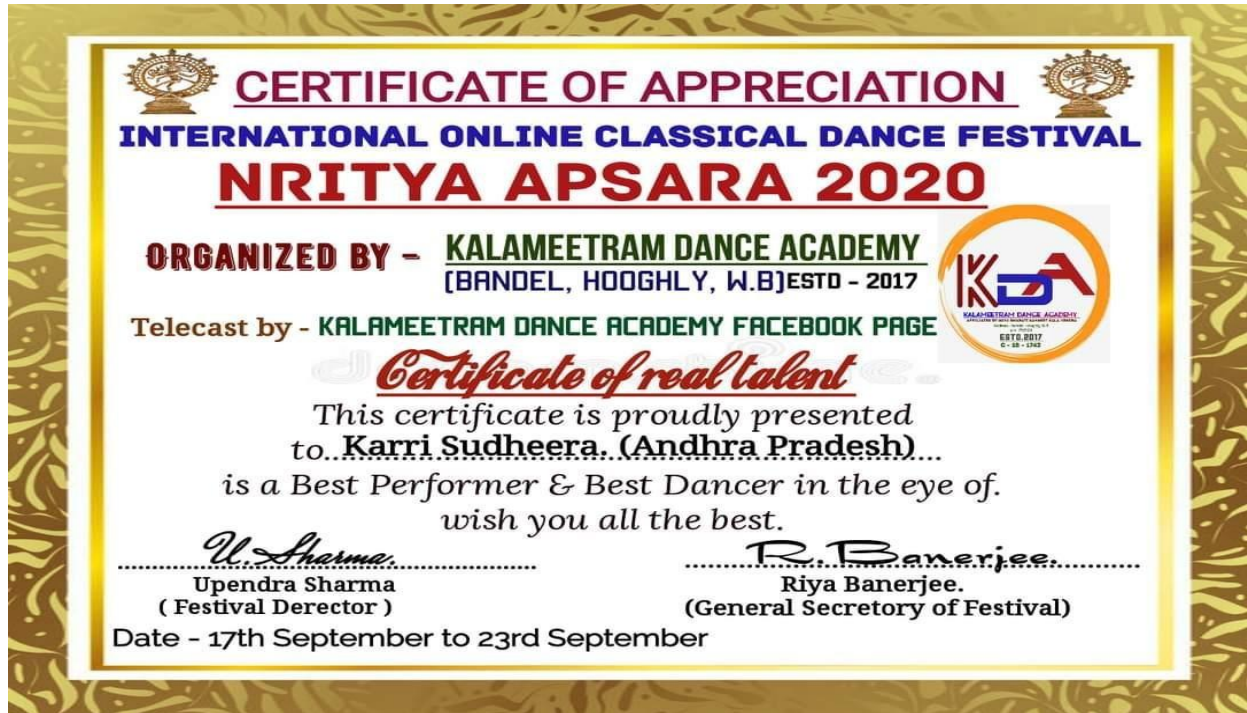 CERTIFICATE OF APPRECIATION
INTERNATIONAL ONLINE CLASSICAL DANCE FESTIVAL
NRITYA APSARA 2020
ORGANIZED BY - KALAMEETRAM DANCE ACADEMY
(BANDEL, HOOGHLY, W.B)ESTD - 2017
KDA
KALAMEETRAM DANCE ACADEMY
ESTD.2017
Telecast by - KALAMEETRAM DANCE ACADEMY FACEBOOK PAGE
Certificate of real talent
This certificate is proudly presented
to..Karri Sudheera. (Andhra Pradesh)...
is a Best Performer & Best Dancer in the eye of.
wish you all the best.
U. Sharma. R. Banerjee.
Upendra Sharma Riya Banerjee.
( Festival Derector ) (General Secretary of Festival)
Date - 17th September to 23rd September